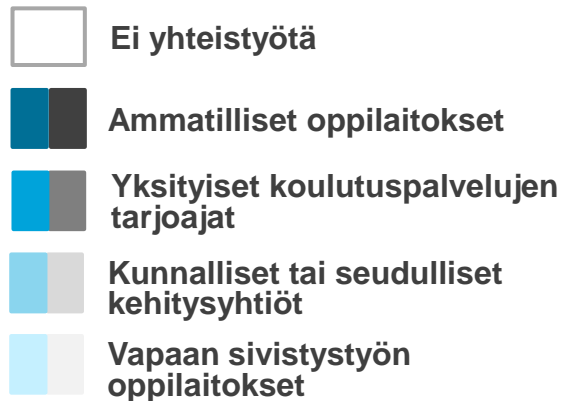 Ei yhteistyötä
Ammatilliset oppilaitokset
Yksityiset koulutuspalvelujen
tarjoajat
Kunnalliset tai seudulliset
kehitysyhtiöt
Vapaan sivistystyön
oppilaitokset